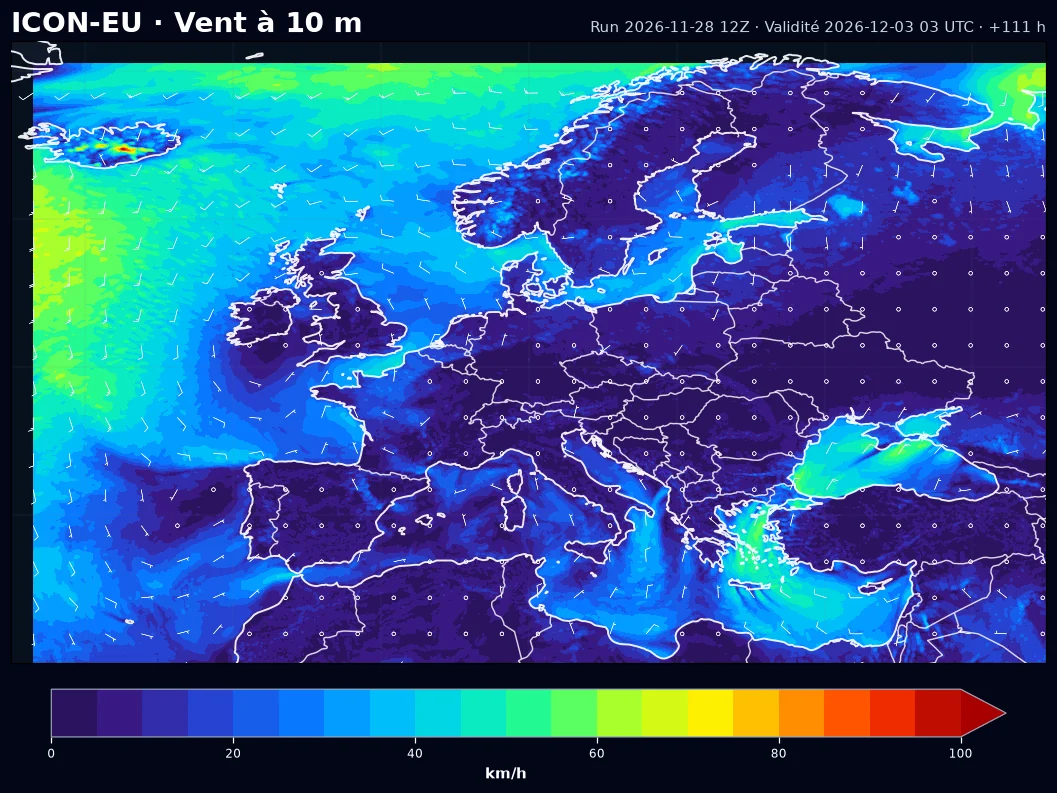 ICON-EU · Vent à 10 m
Run 2026-11-28 12Z · Validité 2026-12-03 03 UTC · +111 h
0 20 40 60 80 100
km/h